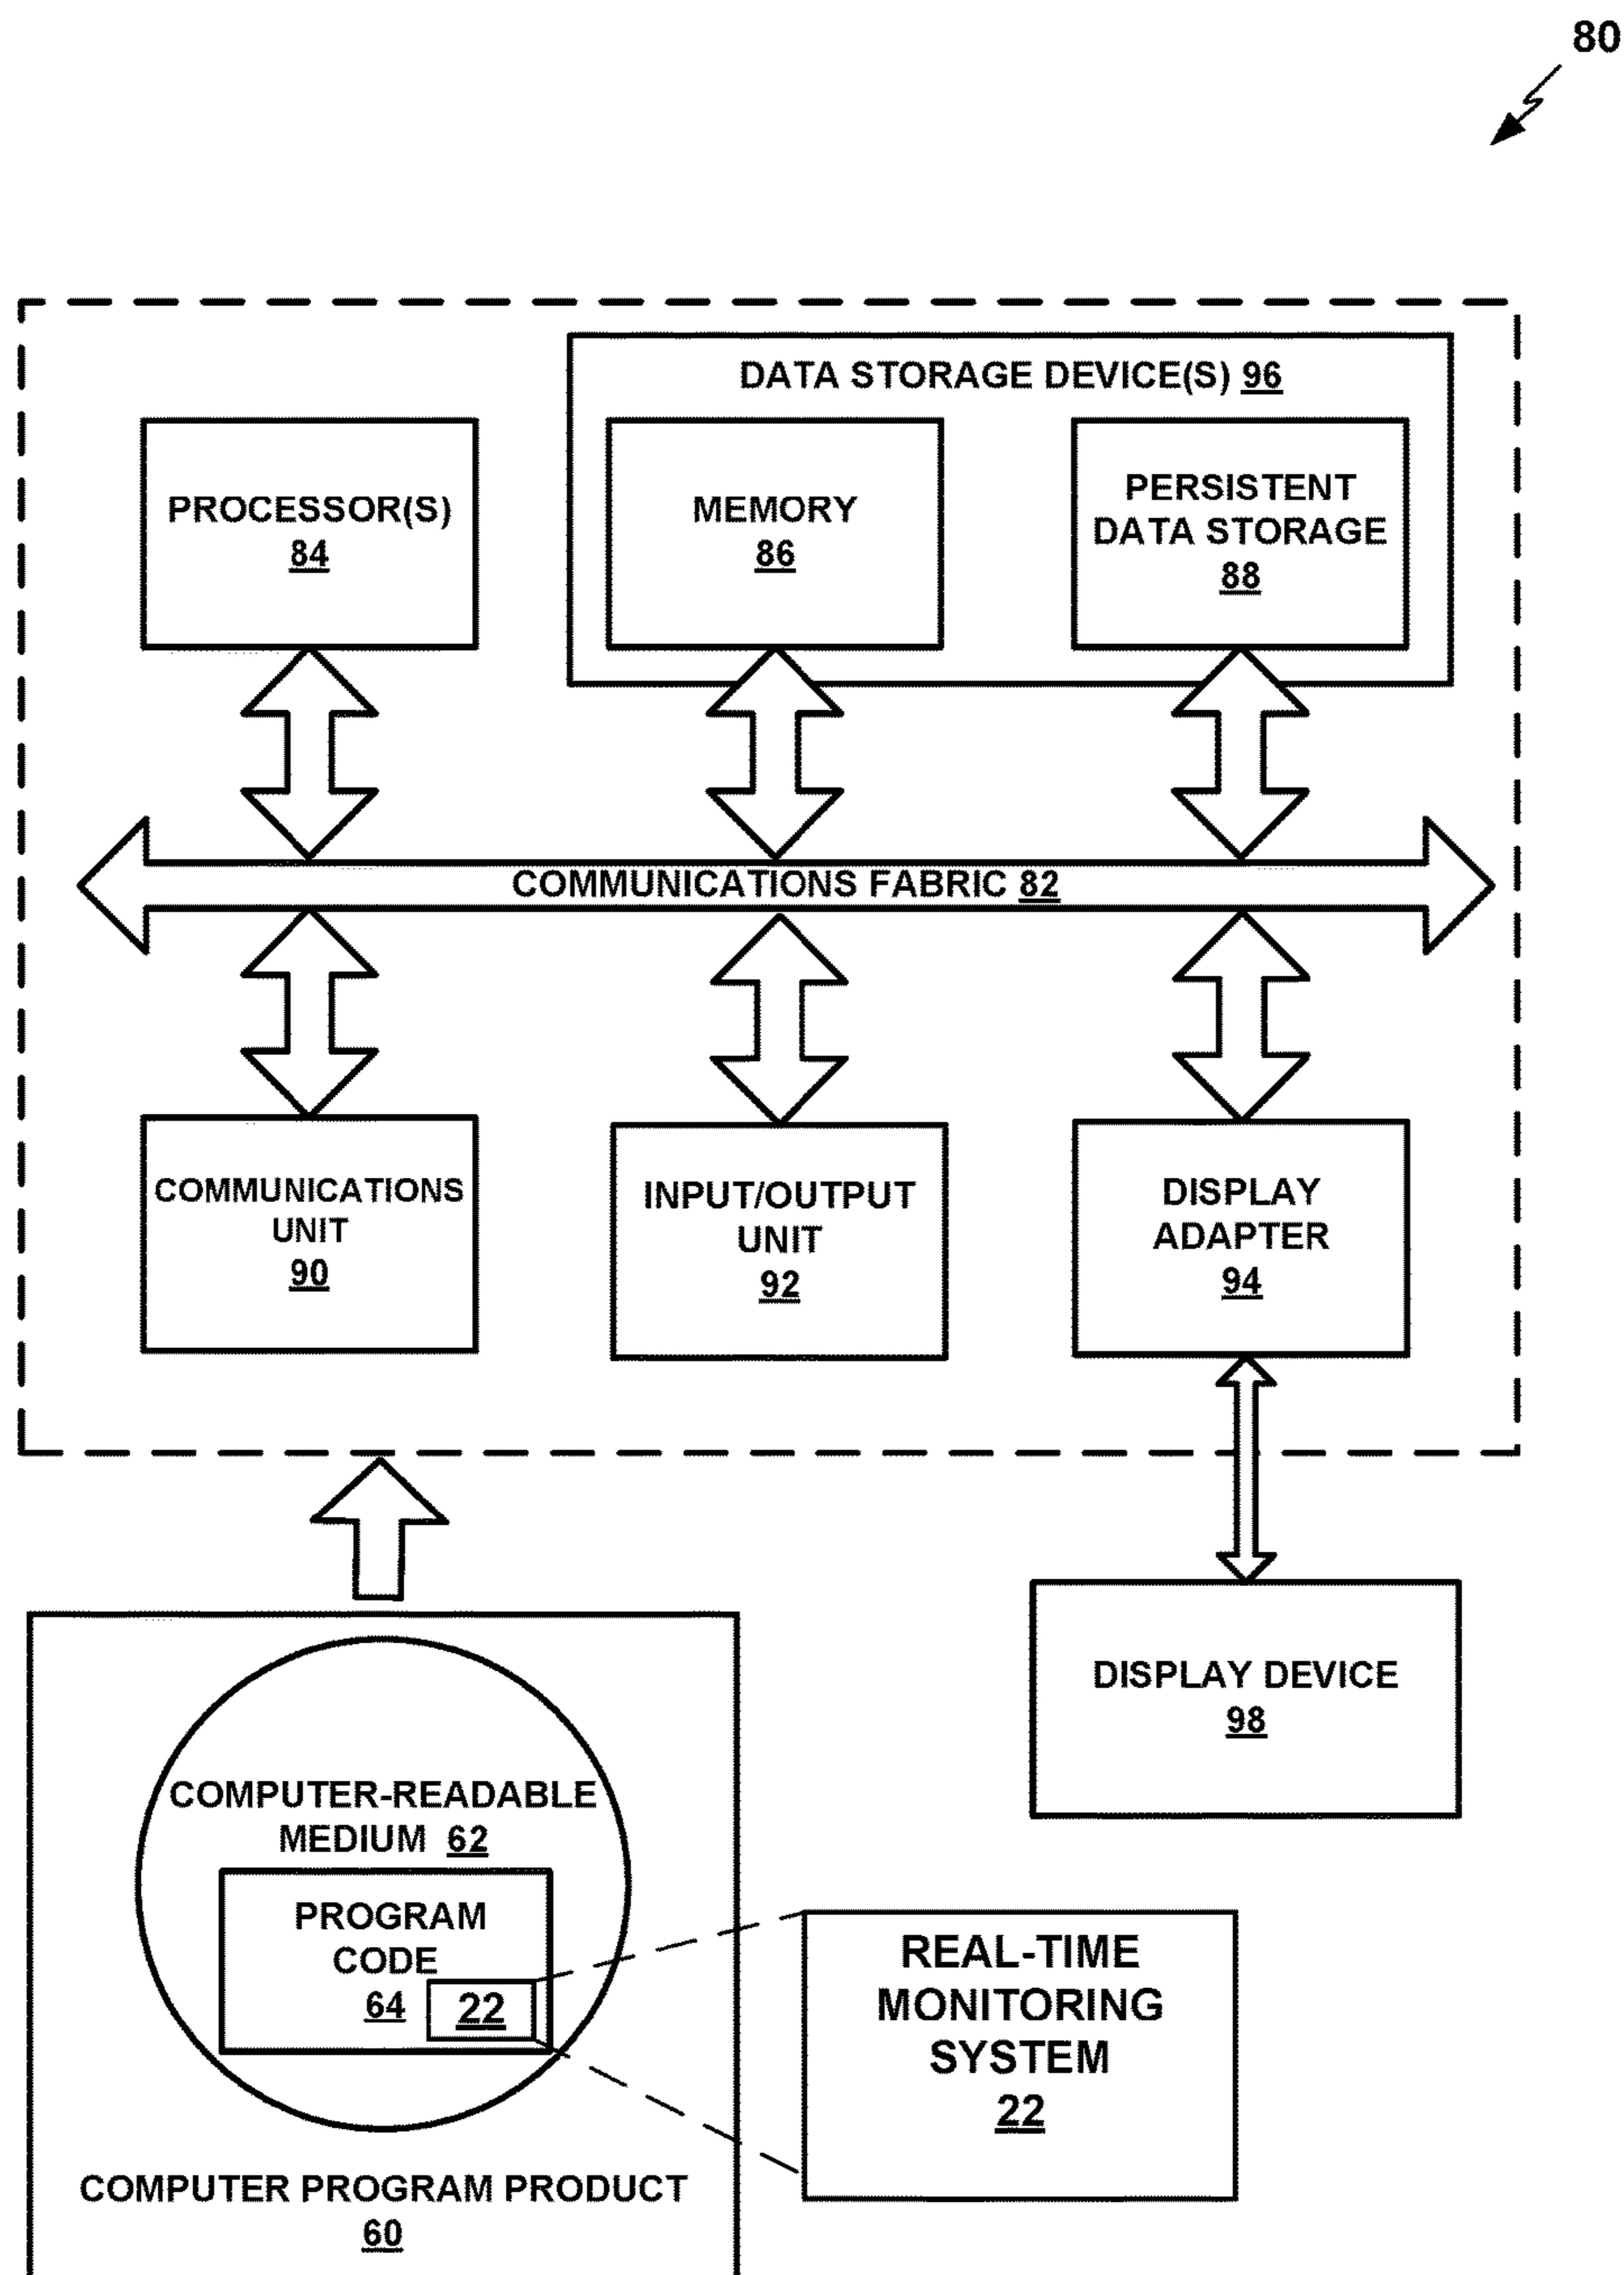 80
DATA STORAGE DEVICE(S) 96
PROCESSOR(S)
84
MEMORY
86
PERSISTENT
DATA STORAGE
88
COMMUNICATIONS FABRIC 82
COMMUNICATIONS
UNIT
90
INPUT/OUTPUT
UNIT
92
DISPLAY
ADAPTER
94
DISPLAY DEVICE
98
COMPUTER-READABLE
MEDIUM 62
PROGRAM
CODE
64
22
REAL-TIME
MONITORING
SYSTEM
22
COMPUTER PROGRAM PRODUCT
60